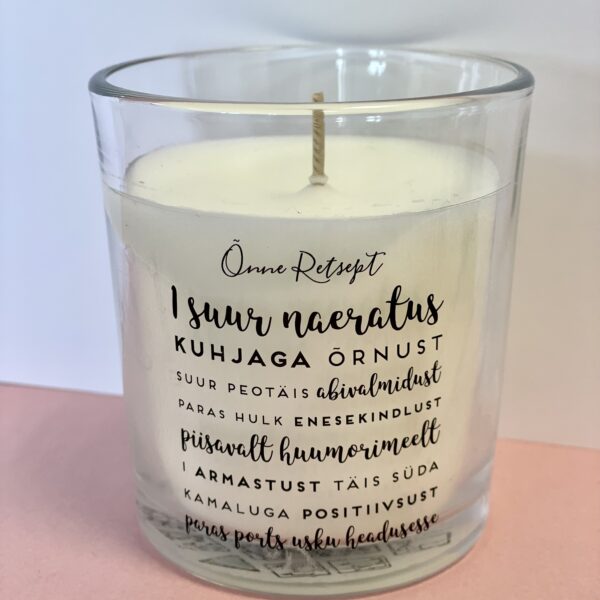 Õnne Retsept
1 suur naeratus
KUHJAGA ÕRNUST
SUUR PEOTÄIS abivalmidust
PARAS HULK ENESEKINDLUST
piisavalt huumorimeelt
1 ARMASTUST TÄIS SÜDA
KAMALUGA POSITIIVSUST
paras ports usku headusesse